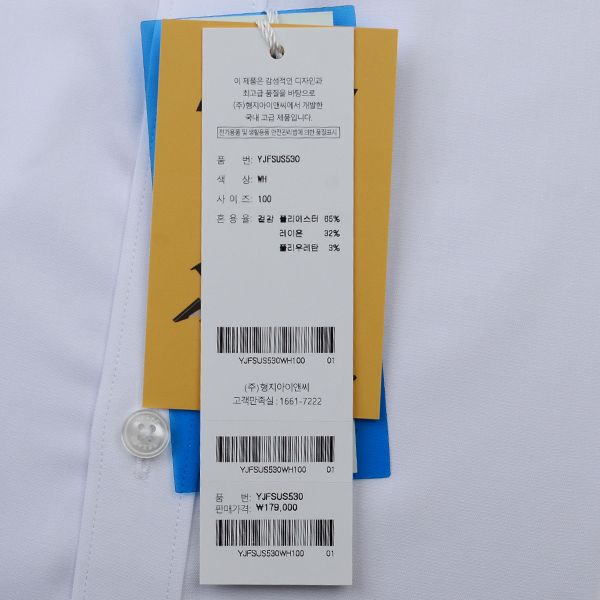 이 제품은 감성적인 디자인과
최고급 품질을 바탕으로
(주)형지아이앤씨에서 개발한
국내 고급 제품입니다.
전기용품 및 생활용품 안전관리법에 의한 품질표시
품 번: YJFSUS530
색 상: WH
사 이 즈: 100
혼 용 율: 겉감 폴리에스터 65%
레이온 32%
폴리우레탄 3%
YJFSUS530WH100 01
(주)형지아이앤씨
고객만족실 : 1661-7222
YJFSUS530WH100 01
품 번: YJFSUS530
판매가격: ₩179,000
YJFSUS530WH100 01